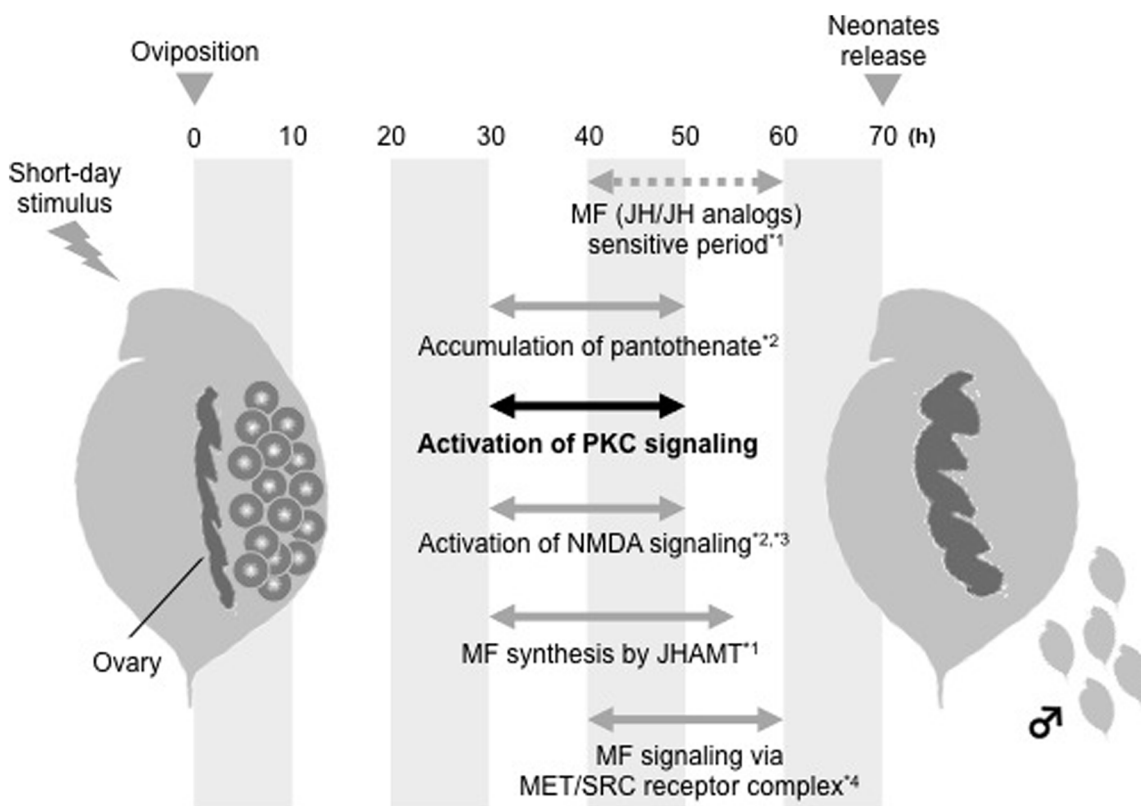 Oviposition
Neonates
release
0 10 20 30 40 50 60 70 (h)
Short-day
stimulus
MF (JH/JH analogs)
sensitive period*1
Accumulation of pantothenate*2
Activation of PKC signaling
Activation of NMDA signaling*2,*3
Ovary
MF synthesis by JHAMT*1
♂
MF signaling via
MET/SRC receptor complex*4